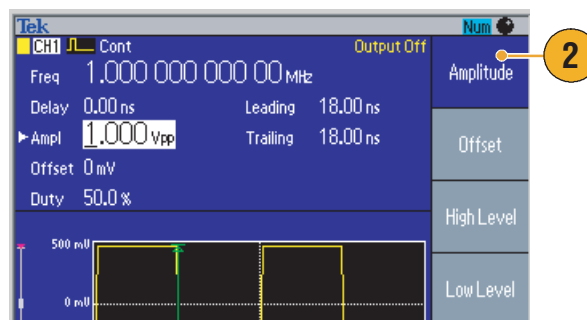 Tek
Num
CH1 Cont
Output Off
Freq 1.000 000 000 00 MHz
Delay 0.00 ns
Leading 18.00 ns
Ampl 1.000 Vpp
Trailing 18.00 ns
Offset 0 mV
Duty 50.0 %
500 mV
0 mV
Amplitude
Offset
High Level
Low Level
2